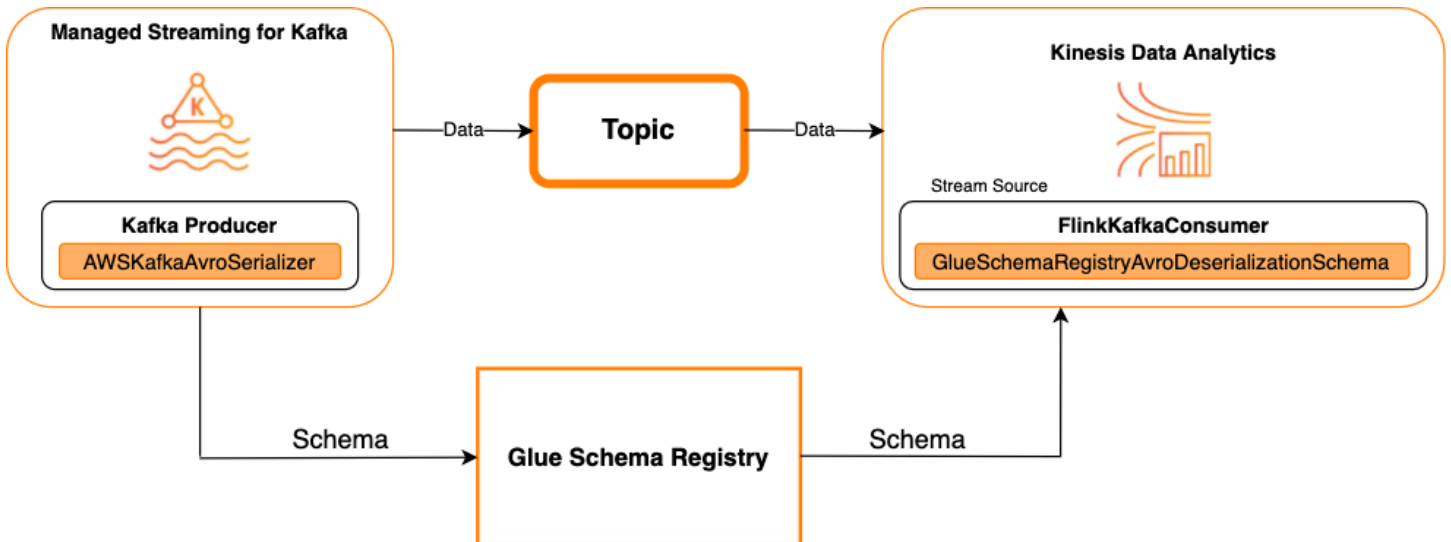 Managed Streaming for Kafka
K
Kafka Producer
AWSKafkaAvroSerializer
Data
Topic
Data
Kinesis Data Analytics
Stream Source
FlinkKafkaConsumer
GlueSchemaRegistryAvroDeserializationSchema
Schema
Glue Schema Registry
Schema